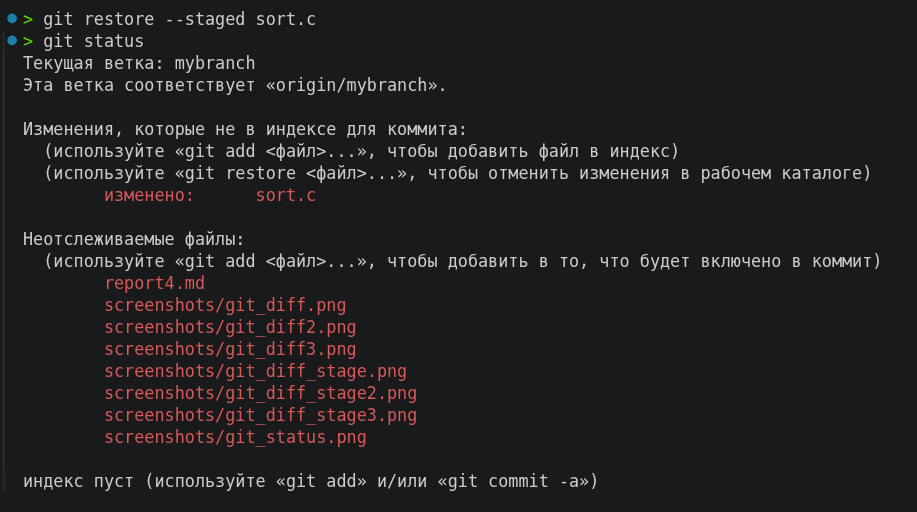 > git restore --staged sort.c
> git status
Текущая ветка: mybranch
Эта ветка соответствует «origin/mybranch».
Изменения, которые не в индексе для коммита:
(используйте «git add <файл>...», чтобы добавить файл в индекс)
(используйте «git restore <файл>...», чтобы отменить изменения в рабочем каталоге)
изменено:      sort.c
Неотслеживаемые файлы:
(используйте «git add <файл>...», чтобы добавить в то, что будет включено в коммит)
report4.md
screenshots/git_diff.png
screenshots/git_diff2.png
screenshots/git_diff3.png
screenshots/git_diff_stage.png
screenshots/git_diff_stage2.png
screenshots/git_diff_stage3.png
screenshots/git_status.png
индекс пуст (используйте «git add» и/или «git commit -a»)